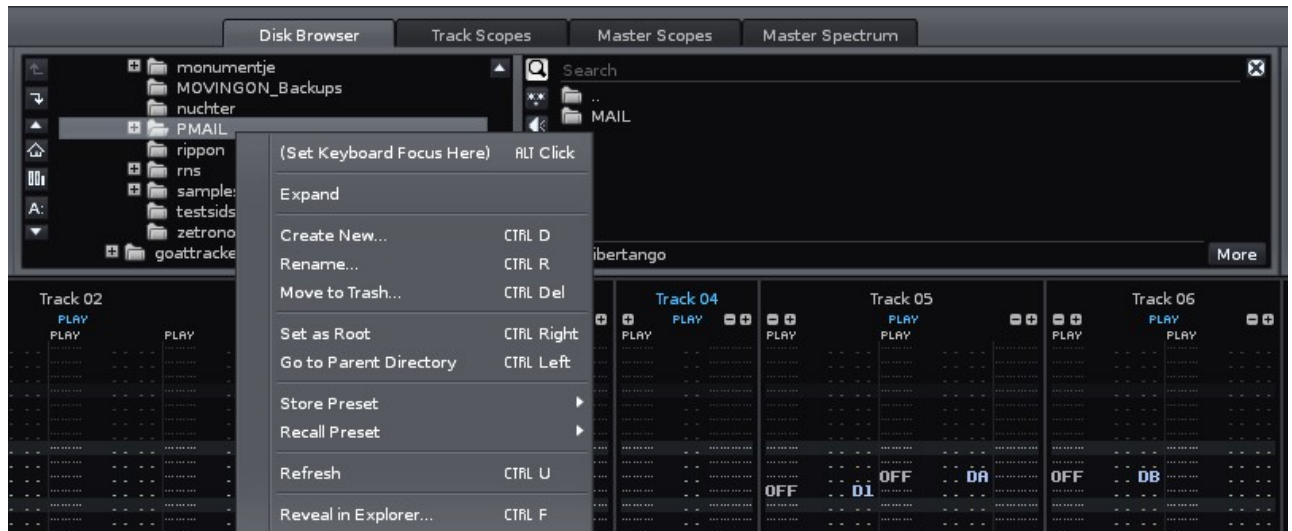 Disk Browser Track Scopes Master Scopes Master Spectrum
monumentje
MOVINGON_Backups
nuchter
PMAIL
rippon
rns
samples
testsids
zetrono
goattracke
A:
Search
..
MAIL
ibertango
More
(Set Keyboard Focus Here) ALT Click
Expand
Create New... CTRL D
Rename... CTRL R
Move to Trash... CTRL Del
Set as Root CTRL Right
Go to Parent Directory CTRL Left
Store Preset
Recall Preset
Refresh CTRL U
Reveal in Explorer... CTRL F
Track 02 Track 04 Track 05 Track 06
PLAY PLAY PLAY PLAY
PLAY PLAY PLAY PLAY PLAY PLAY PLAY
OFF DA OFF DB
OFF D1